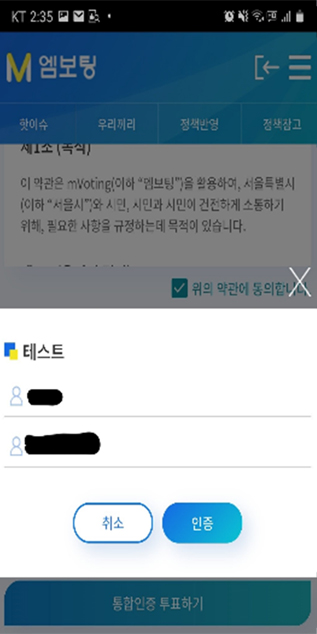 KT 2:35
M 엠보팅
핫이슈 우리끼리 정책반영 정책참고
제1조 (목적)
이 약관은 mVoting(이하 “엠보팅”)을 활용하여, 서울특별시
(이하 “서울시”)와 시민, 시민과 시민이 건전하게 소통하기
위해, 필요한 사항을 규정하는데 목적이 있습니다.
위의 약관에 동의합니다.
테스트
취소 인증
통합인증 투표하기